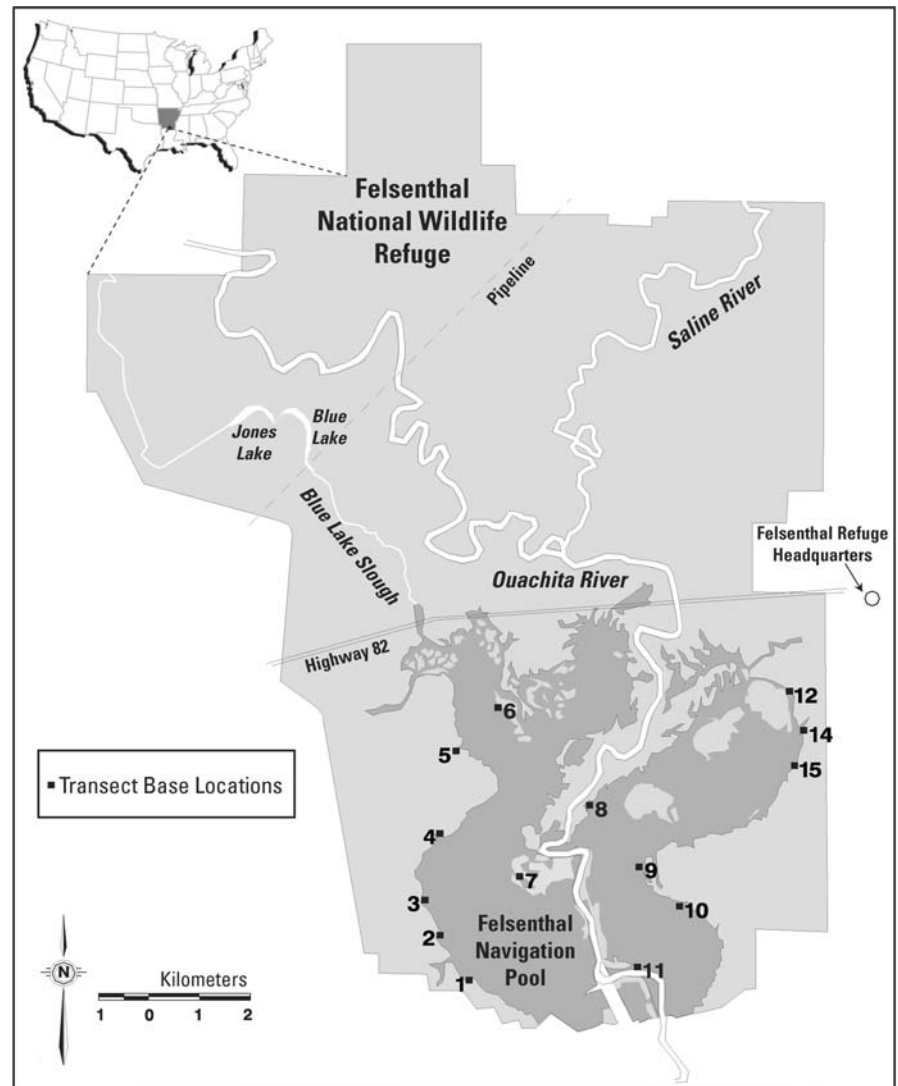 Felsenthal
National Wildlife
Refuge
Pipeline
Saline River
Jones
Lake
Blue
Lake
Blue Lake Slough
Ouachita River
Felsenthal Refuge
Headquarters
Highway 82
12
6
14
5
15
Transect Base Locations
8
4
9
7
3
10
Felsenthal
Navigation
Pool
2
11
1
N
Kilometers
1 0 1 2